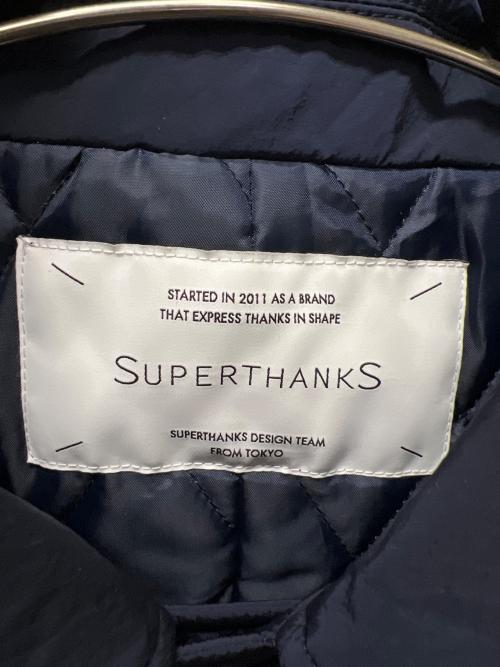 STARTED IN 2011 AS A BRAND
THAT EXPRESS THANKS IN SHAPE
SUPERTHANKS
SUPERTHANKS DESIGN TEAM
FROM TOKYO